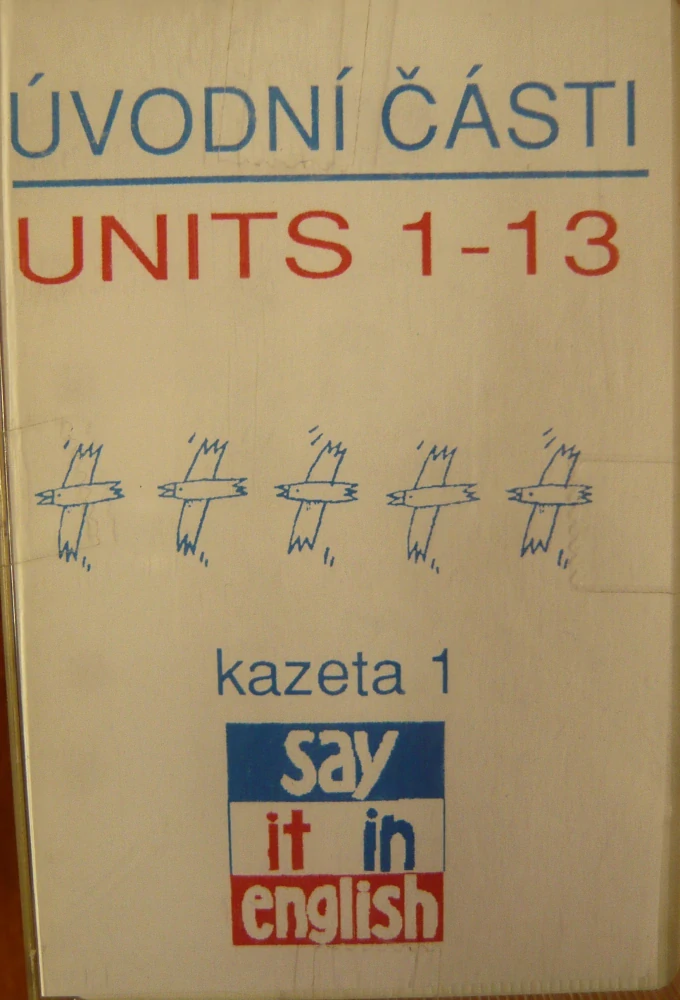 ÚVODNÍ ČÁSTI
UNITS 1-13
kazeta 1
say
it in
english